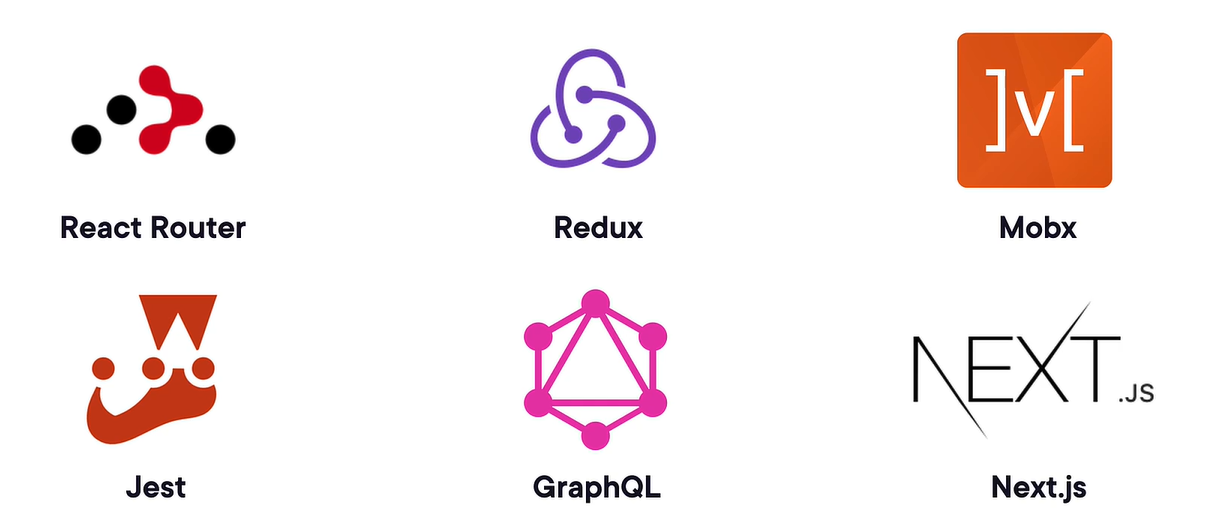 ]v[
React Router
Redux
Mobx
NEXT.JS
Jest
GraphQL
Next.js